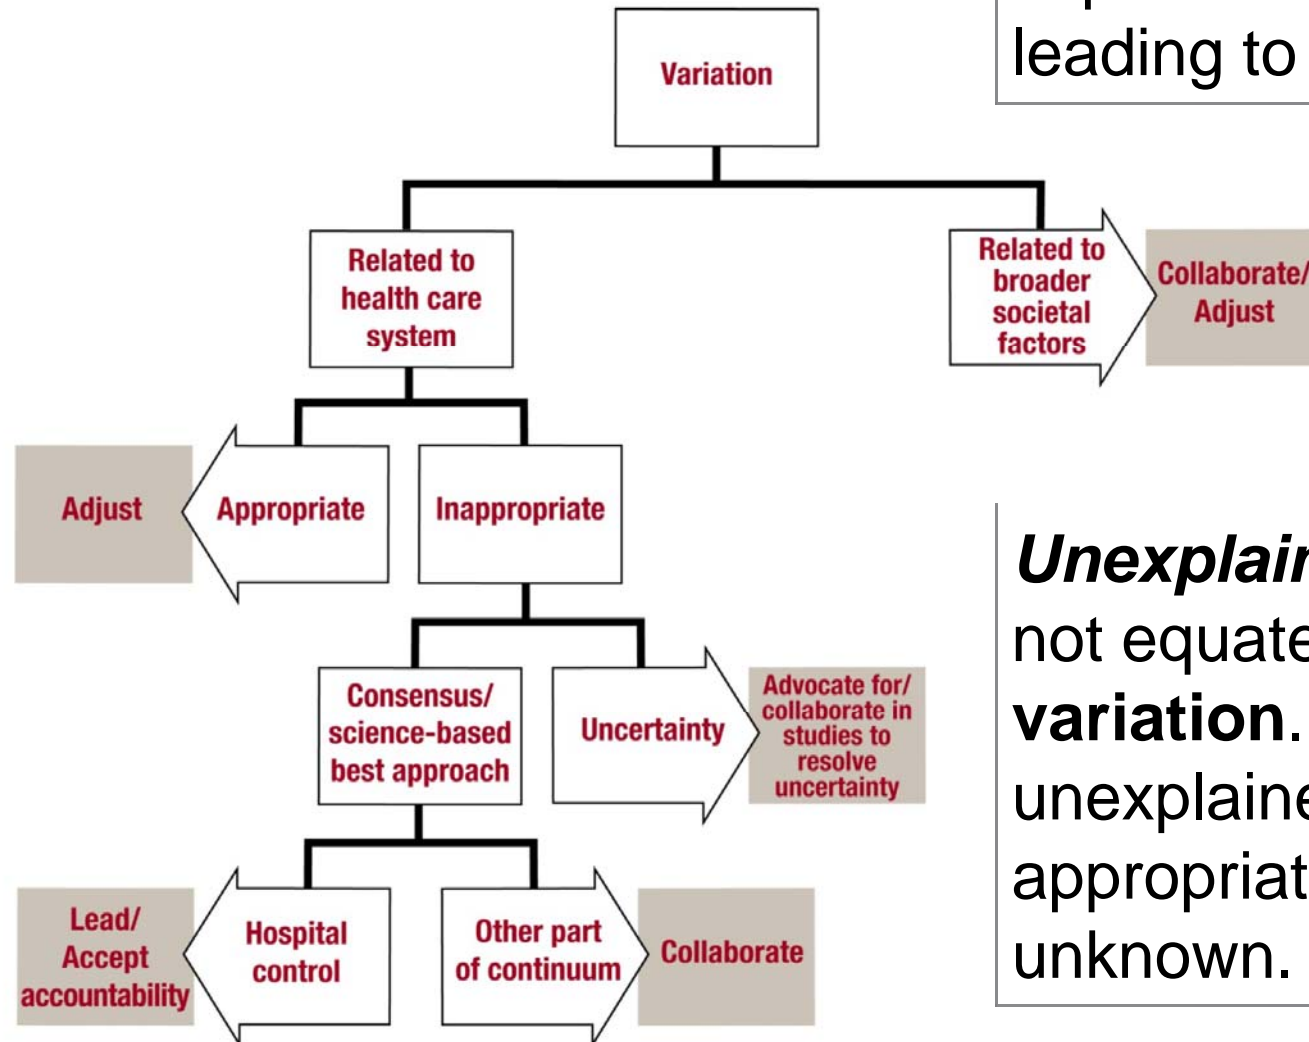 leading to
Variation
Related to
health care
system
Related to
broader
societal
factors
Collaborate/
Adjust
Adjust
Appropriate
Inappropriate
not equate
variation.
appropriat
unknown.
Consensus/
science-based
best approach
Uncertainty
Advocate for/
collaborate in
studies to
resolve
uncertainty
Lead/
Accept
accountability
Hospital
control
Other part
of continuum
Collaborate